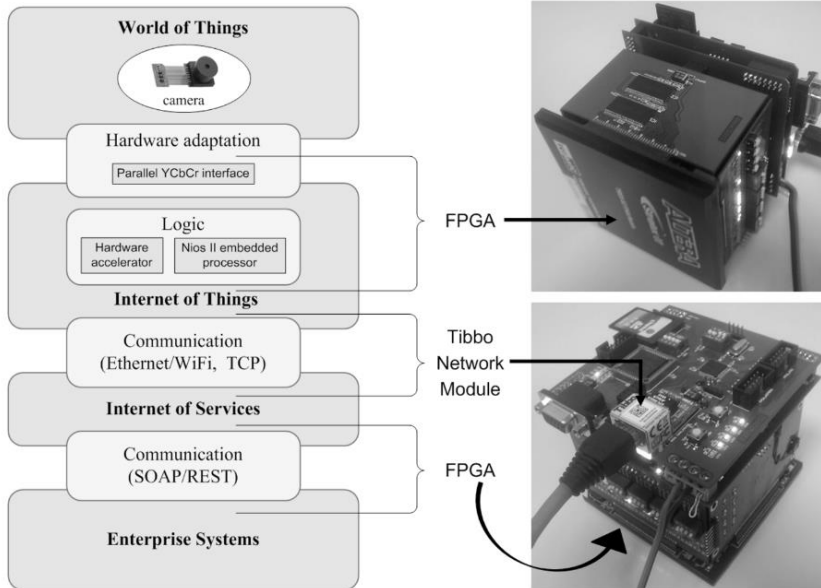 World of Things
camera
Hardware adaptation
Parallel YCbCr interface
Logic
Hardware
accelerator
Nios II embedded
processor
Internet of Things
Communication
(Ethernet/WiFi, TCP)
Internet of Services
Communication
(SOAP/REST)
Enterprise Systems
FPGA
Tibbo
Network
Module
FPGA
ALTERA